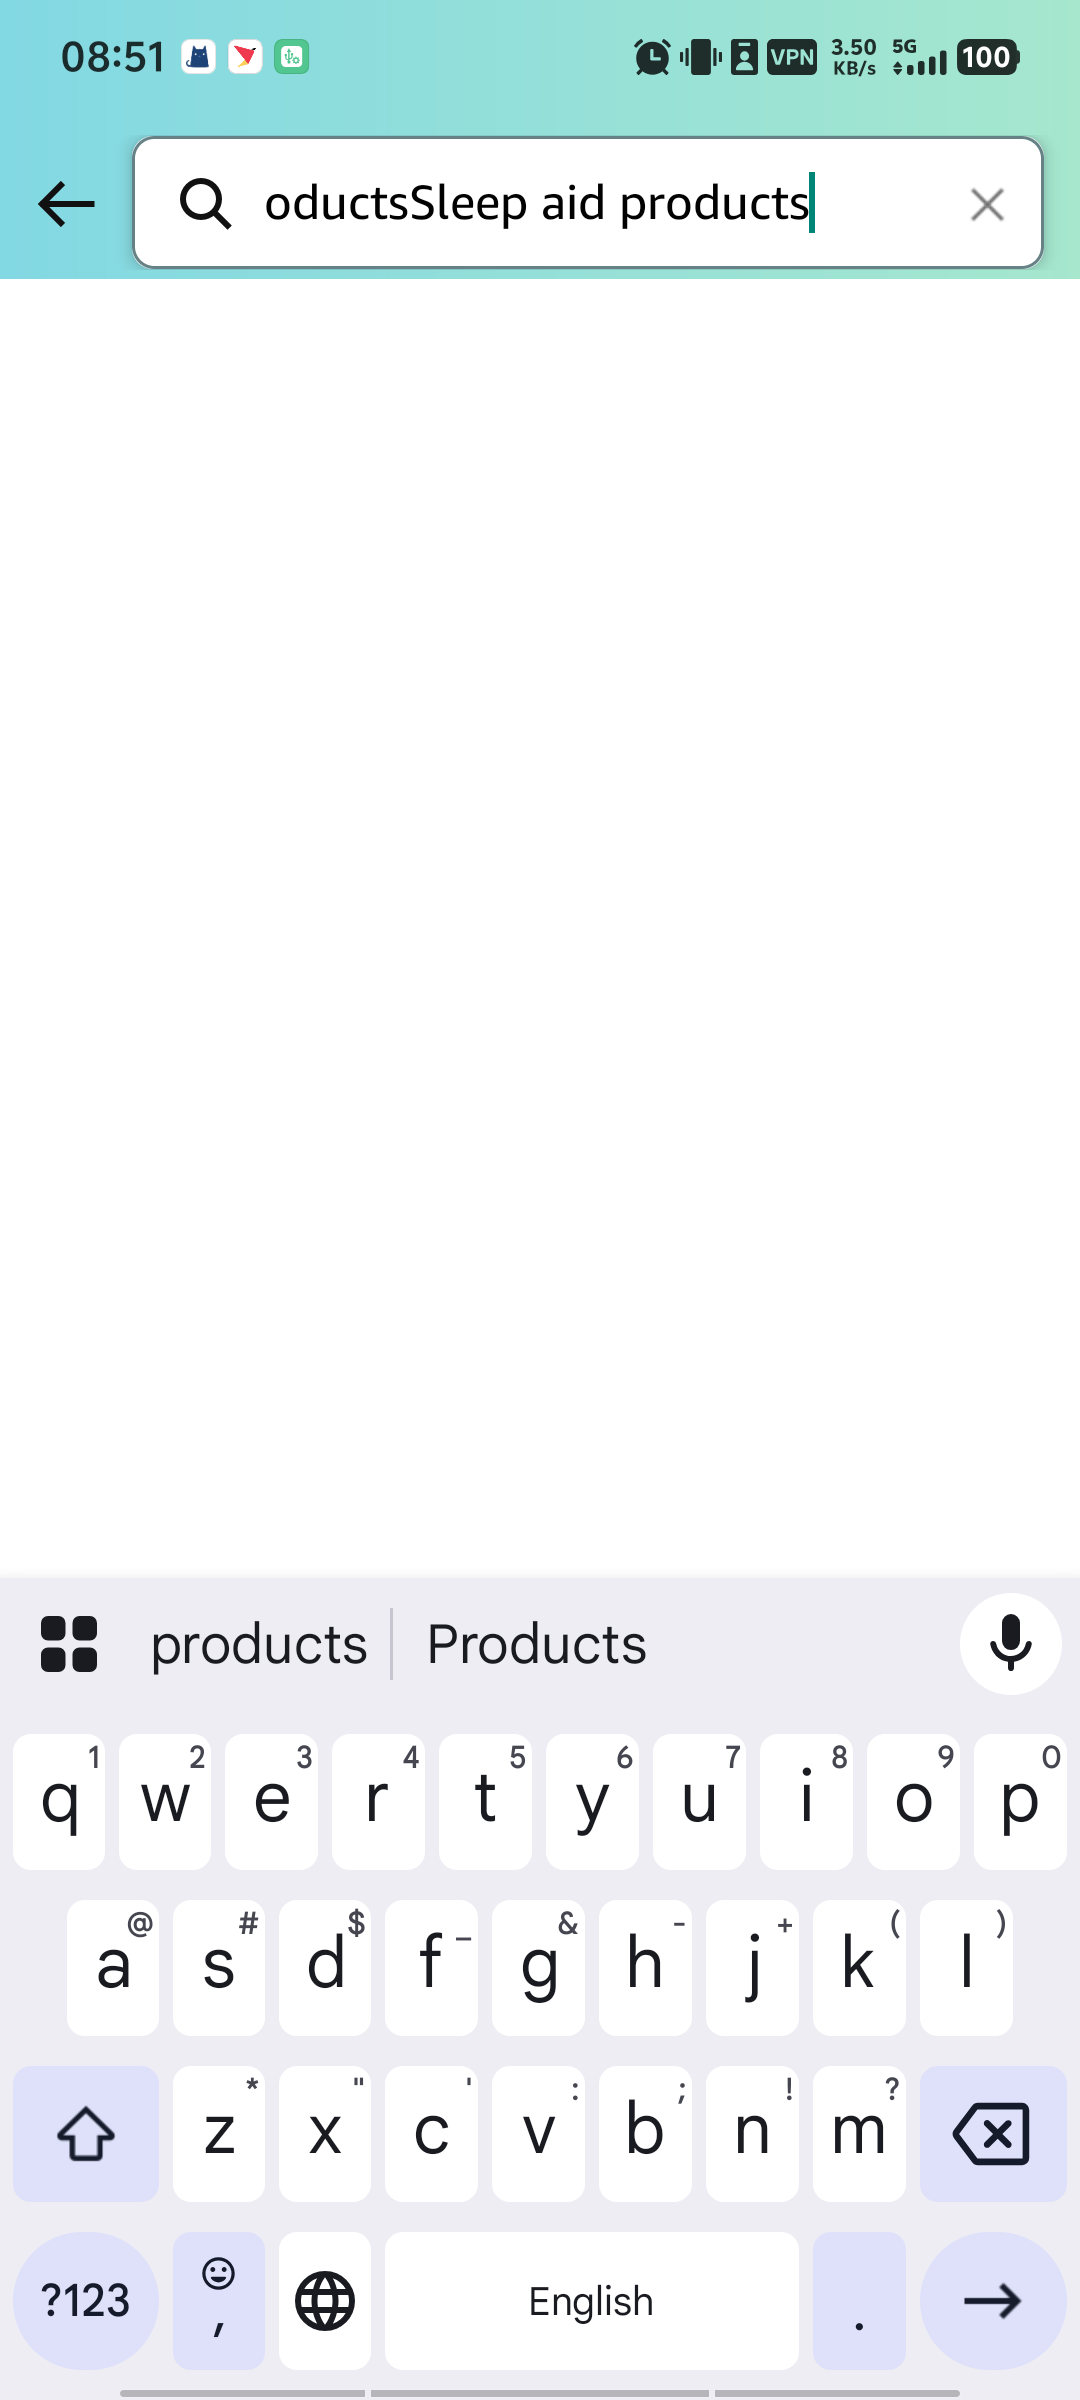 08:51 VPN 3.50 KB/s 5G 100
oductsSleep aid products
products Products
q 1 w 2 e 3 r 4 t 5 y 6 u 7 i 8 o 9 p 0
a @ s # d $ f _ g & h - j + k ( l )
z * x " c ' v : b ; n ! m ?
?123 , English .